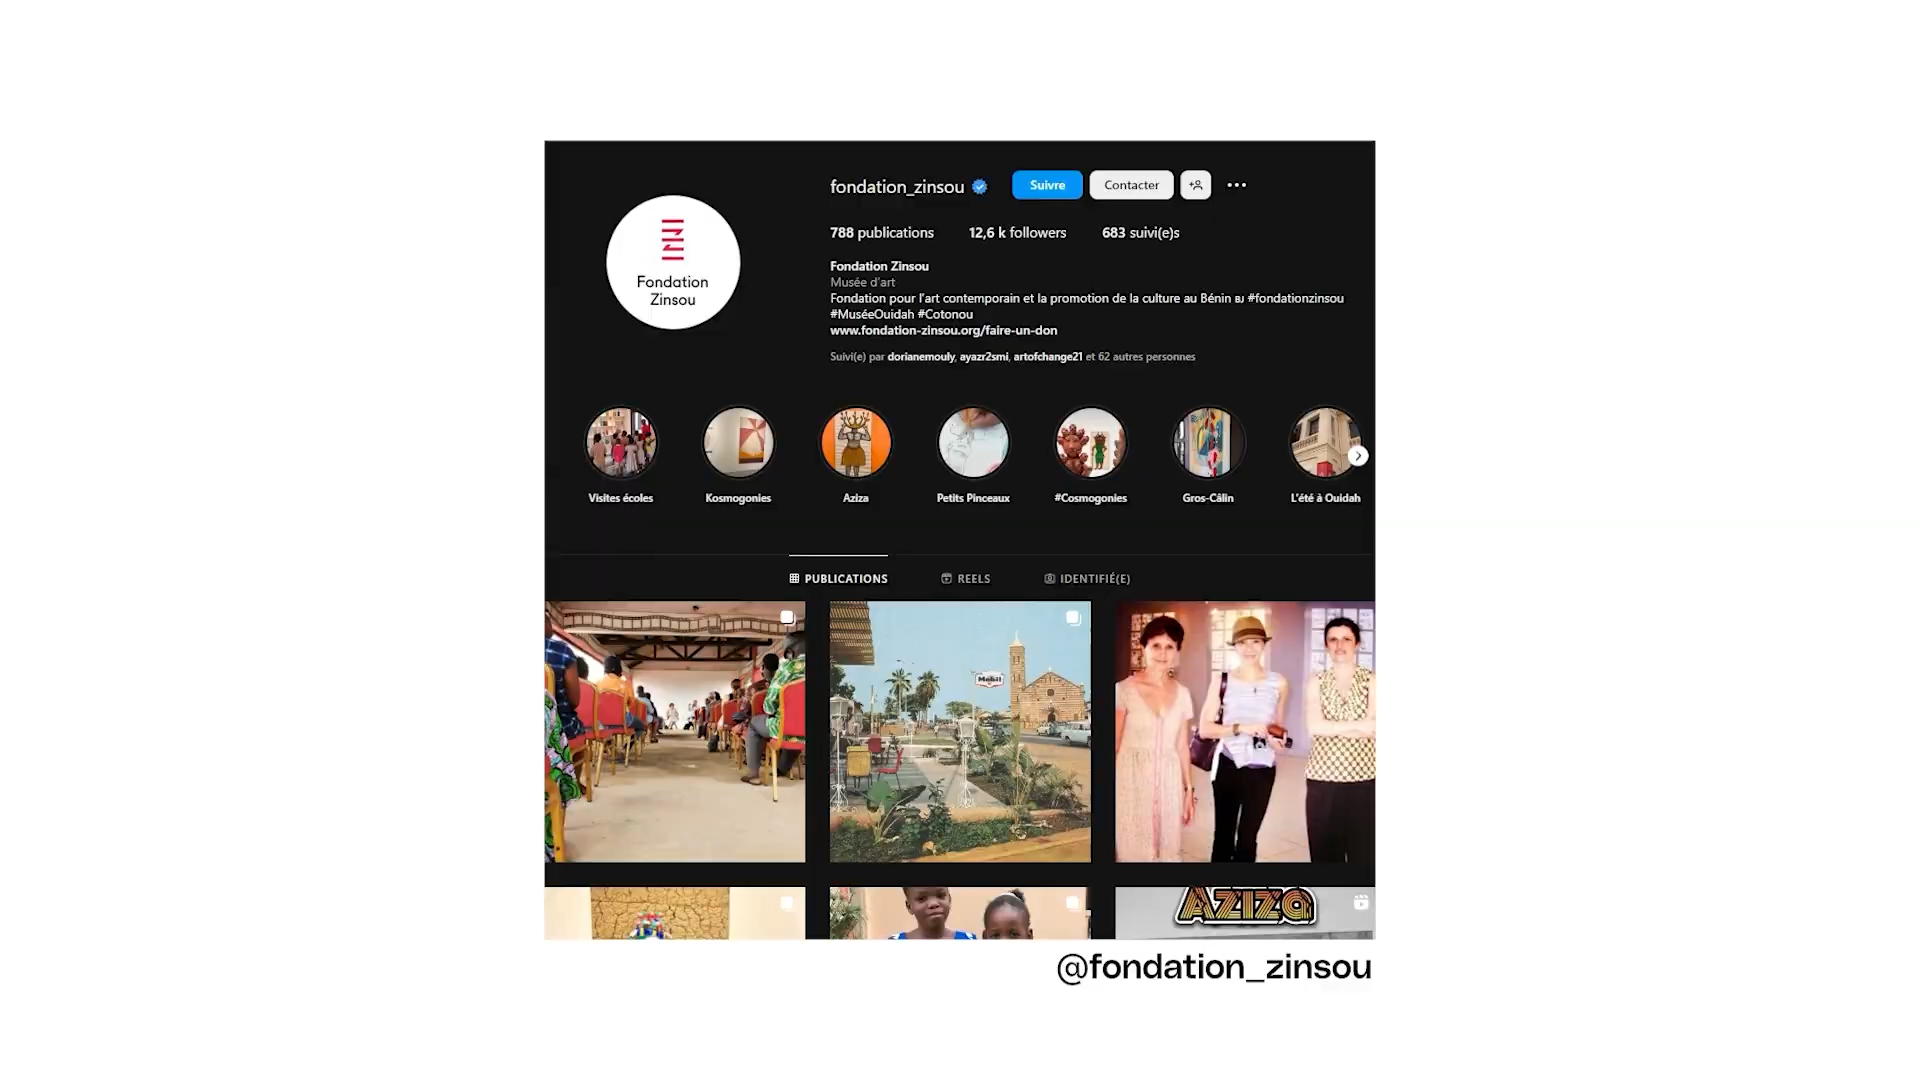 fondation_zinsou
Suivre
Contacter
788 publications
12,6 k followers
683 suivi(e)s
Fondation
Zinsou
Fondation Zinsou
Musée d'art
Fondation pour l'art contemporain et la promotion de la culture au Bénin BJ #fondationzinsou
#MuséeOuidah #Cotonou
www.fondation-zinsou.org/faire-un-don
Suivi(e) par dorianemouly, ayazr2smi, artofchange21 et 62 autres personnes
Visites écoles
Kosmogonies
Aziza
Petits Pinceaux
#Cosmogonies
Gros-Câlin
L'été à Ouidah
PUBLICATIONS
REELS
IDENTIFIÉ(E)
Mobil
AZIZA
@fondation_zinsou